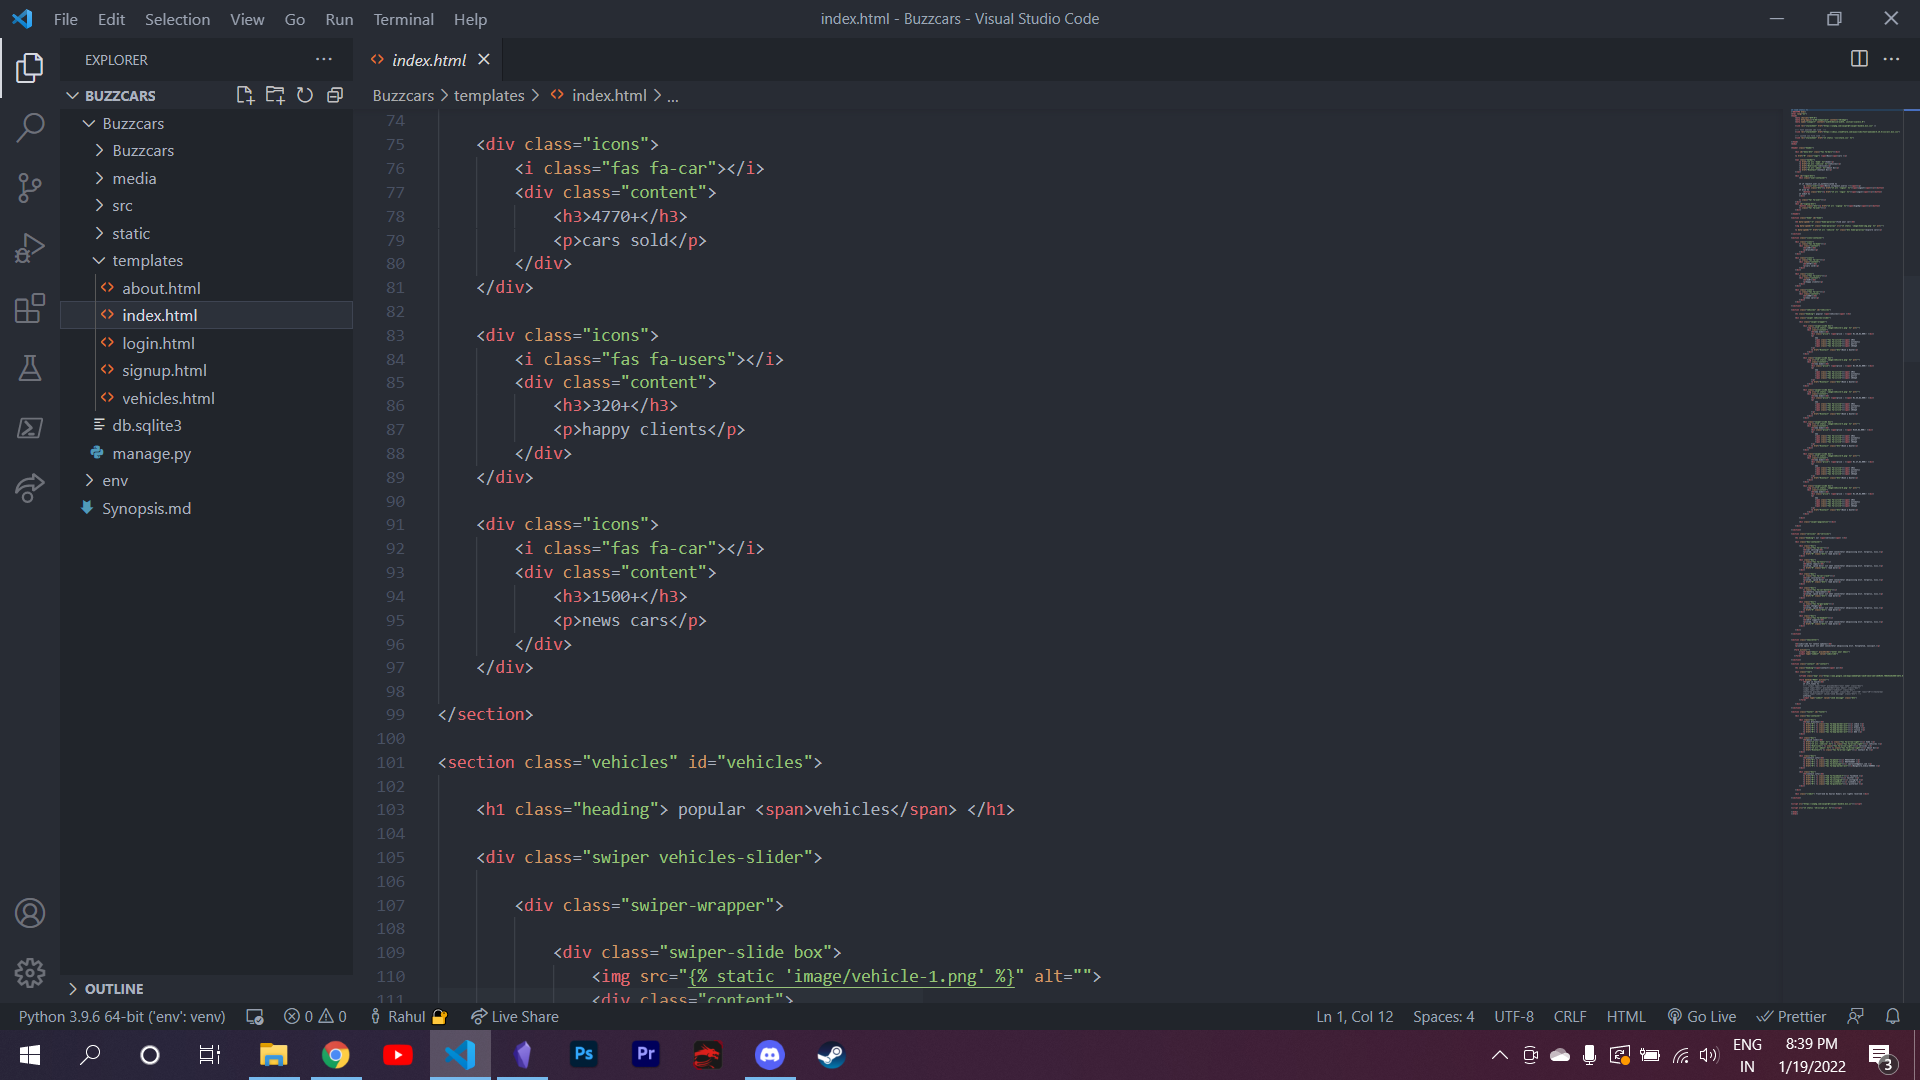 File Edit Selection View Go Run Terminal Help
index.html - Buzzcars - Visual Studio Code
EXPLORER
index.html
BUZZCARS
Buzzcars > templates > index.html > ...
Buzzcars
Buzzcars
media
src
static
templates
about.html
index.html
login.html
signup.html
vehicles.html
db.sqlite3
manage.py
env
Synopsis.md
OUTLINE
74
75 <div class="icons">
76 <i class="fas fa-car"></i>
77 <div class="content">
78 <h3>4770+</h3>
79 <p>cars sold</p>
80 </div>
81 </div>
82
83 <div class="icons">
84 <i class="fas fa-users"></i>
85 <div class="content">
86 <h3>320+</h3>
87 <p>happy clients</p>
88 </div>
89 </div>
90
91 <div class="icons">
92 <i class="fas fa-car"></i>
93 <div class="content">
94 <h3>1500+</h3>
95 <p>news cars</p>
96 </div>
97 </div>
98
99 </section>
100
101 <section class="vehicles" id="vehicles">
102
103 <h1 class="heading"> popular <span>vehicles</span> </h1>
104
105 <div class="swiper vehicles-slider">
106
107 <div class="swiper-wrapper">
108
109 <div class="swiper-slide box">
110 <img src="{% static 'image/vehicle-1.png' %}" alt="">
111 <div class="content">
Python 3.9.6 64-bit ('env': venv) 0 0 Rahul Live Share Ln 1, Col 12 Spaces: 4 UTF-8 CRLF HTML Go Live Prettier
Ps Pr
ENG
IN
8:39 PM
1/19/2022
3